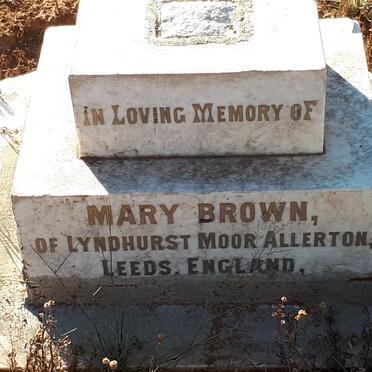 IN LOVING MEMORY OF
MARY BROWN,
OF LYNDHURST MOOR ALLERTON,
LEEDS, ENGLAND,